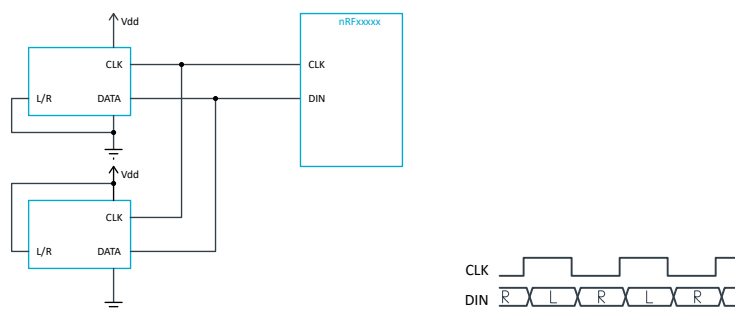 Vdd
nRFxxxxx
CLK
CLK
L/R
DATA
DIN
Vdd
CLK
L/R
DATA
CLK
DIN R L R L R